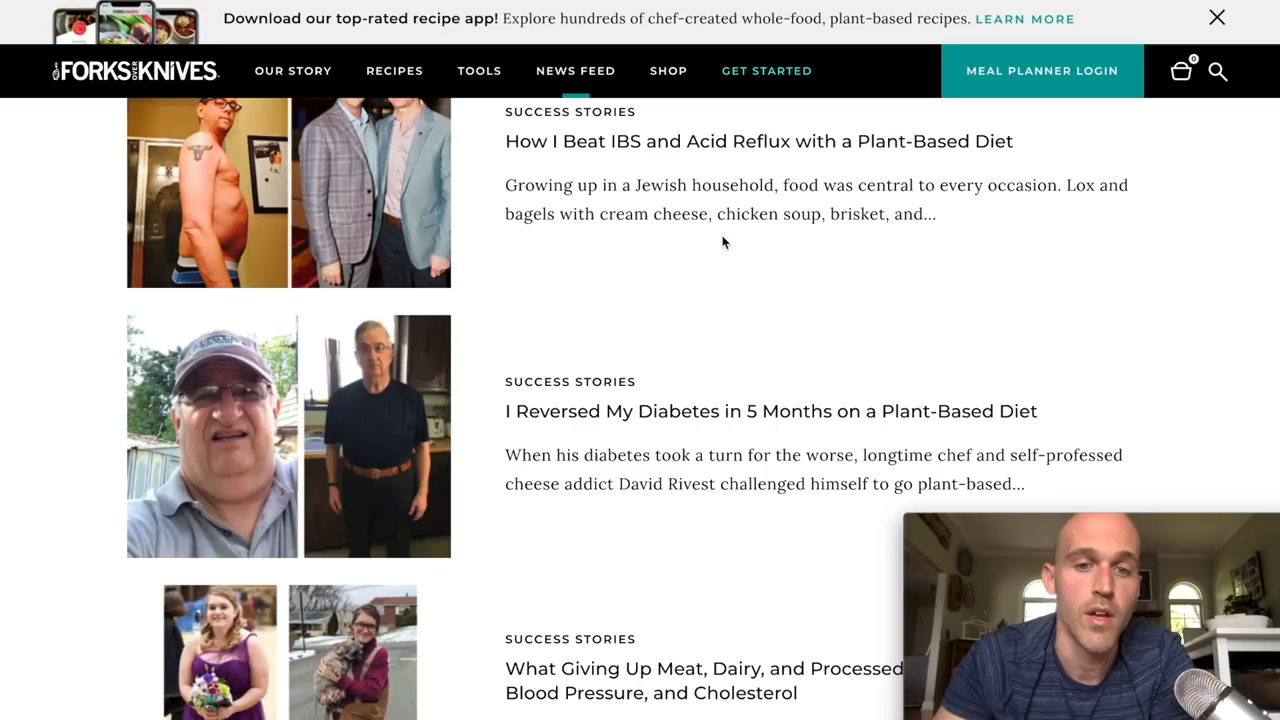 Download our top-rated recipe app! Explore hundreds of chef-created whole-food, plant-based recipes. LEARN MORE
FORKS OVER KNIVES
OUR STORY
RECIPES
TOOLS
NEWS FEED
SHOP
GET STARTED
MEAL PLANNER LOGIN
0
SUCCESS STORIES
How I Beat IBS and Acid Reflux with a Plant-Based Diet
Growing up in a Jewish household, food was central to every occasion. Lox and
bagels with cream cheese, chicken soup, brisket, and...
SUCCESS STORIES
I Reversed My Diabetes in 5 Months on a Plant-Based Diet
When his diabetes took a turn for the worse, longtime chef and self-professed
cheese addict David Rivest challenged himself to go plant-based...
SUCCESS STORIES
What Giving Up Meat, Dairy, and Processed
Blood Pressure, and Cholesterol